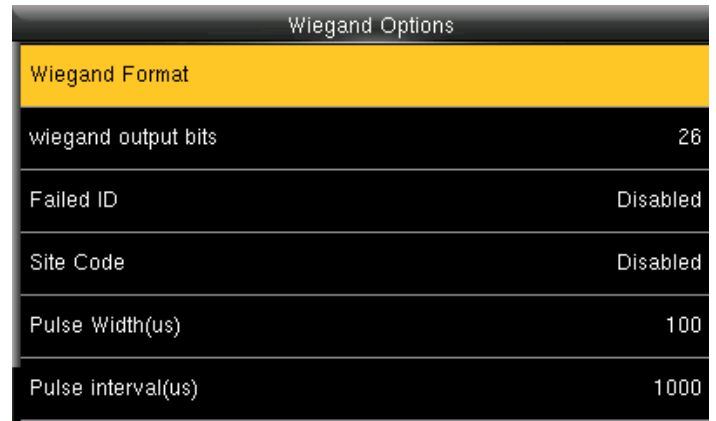 Wiegand Options
Wiegand Format
wiegand output bits 26
Failed ID Disabled
Site Code Disabled
Pulse Width(us) 100
Pulse interval(us) 1000